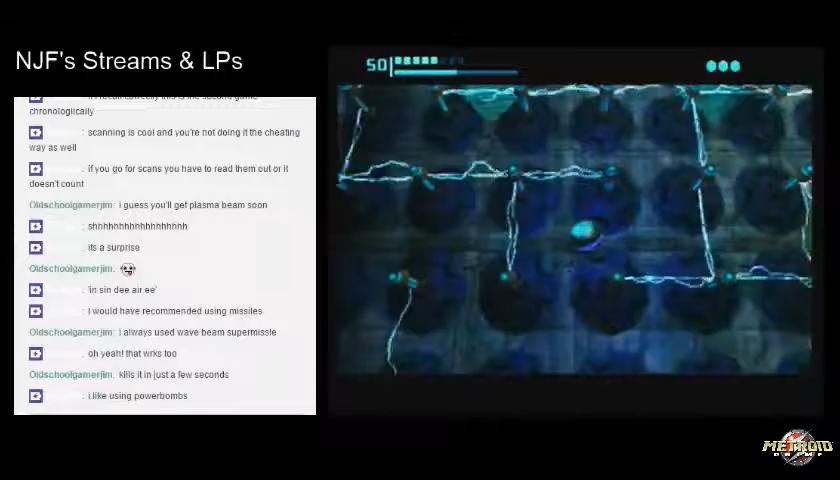 NJF's Streams & LPs
50
chronologiically
: scanning is cool and you're not doing it the cheating
way as well
: if you go for scans you have to read them out or it
doesn't count
Oldschoolgamerjim: i guess you'll get plasma beam soon
: shhhhhhhhhhhhhhhhhh
: its a surprise
Oldschoolgamerjim:
: 'in sin dee air ee'
: I would have recommended using missiles
Oldschoolgamerjim: i always used wave beam supermissle
: oh yeah! that wrks too
Oldschoolgamerjim: kills it in just a few seconds
: i like using powerbombs
METROID